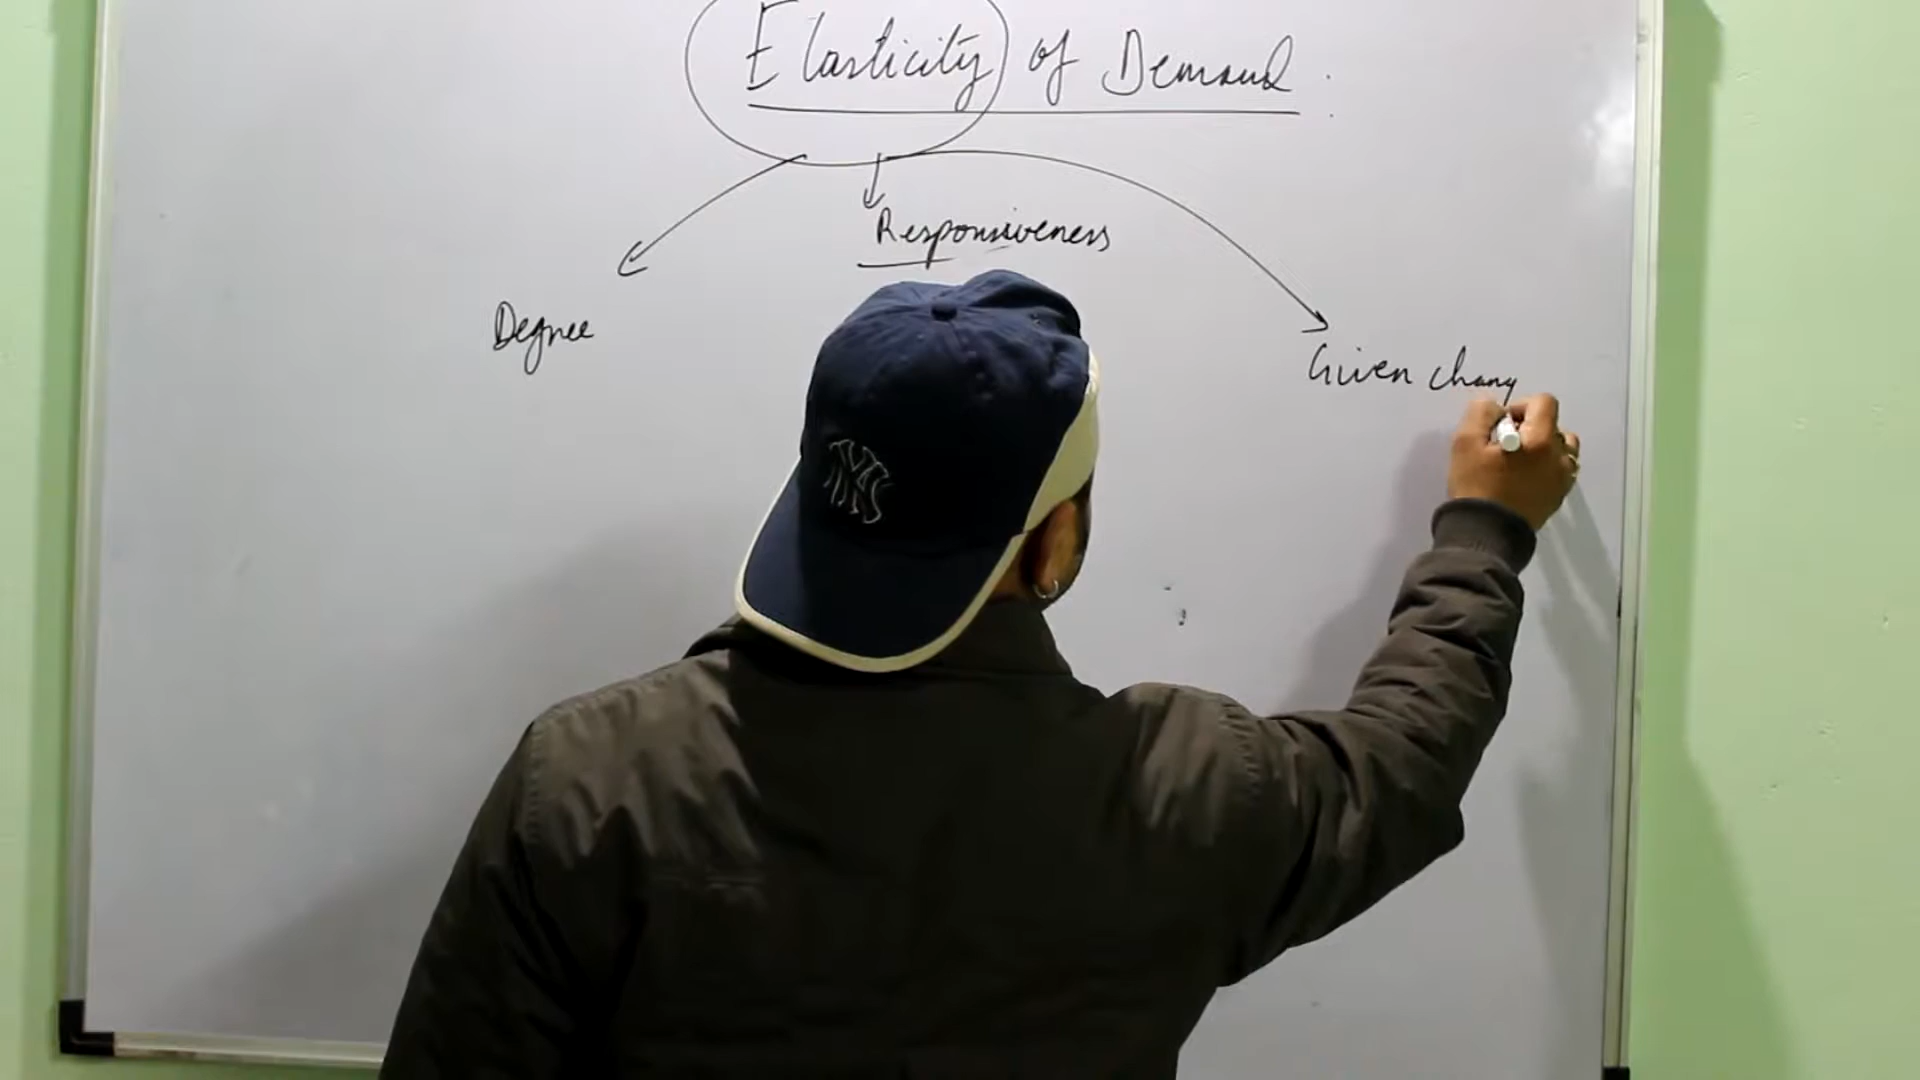 Elasticity of Demand
Responsiveness
Degree
Given chang
NY